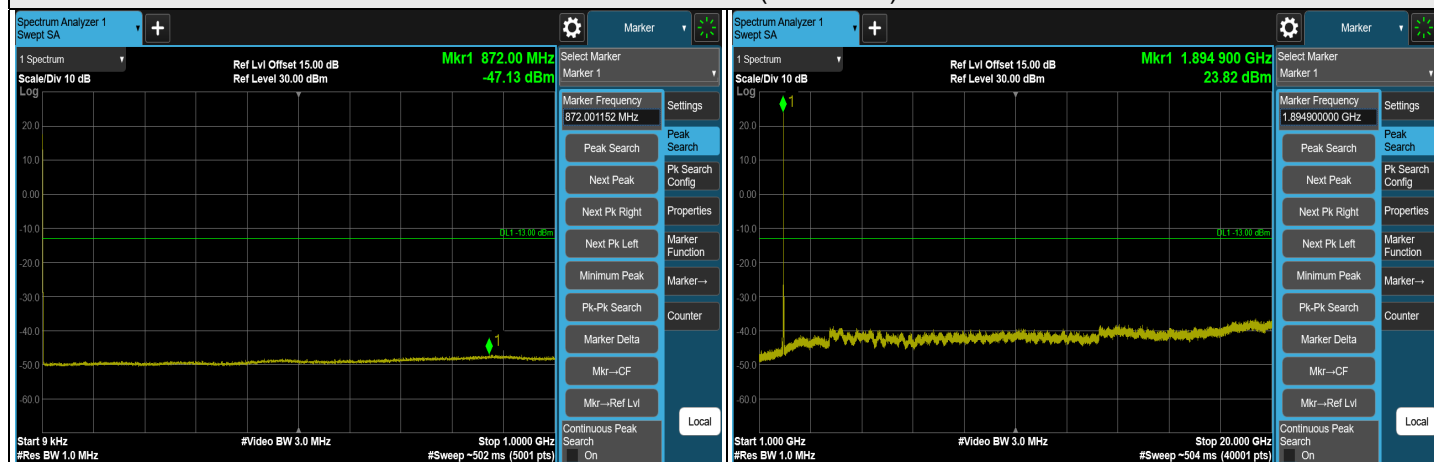 Spectrum Analyzer 1
Swept SA
+
Marker
1 Spectrum
Scale/Div 10 dB
Ref Lvl Offset 15.00 dB
Ref Level 30.00 dBm
Mkr1 872.00 MHz
-47.13 dBm
Log
1
20.0
10.0
0.00
-10.0
-20.0
-30.0
-40.0
-50.0
-60.0
DL1 -13.00 dBm
1
Start 9 kHz
#Res BW 1.0 MHz
#Video BW 3.0 MHz
Stop 1.0000 GHz
#Sweep ~502 ms (5001 pts)
Select Marker
Marker 1
Marker Frequency
872.001152 MHz
Peak Search
Next Peak
Next Pk Right
Next Pk Left
Minimum Peak
Pk-Pk Search
Marker Delta
Mkr→CF
Mkr→Ref Lvl
Continuous Peak
Search
On
Settings
Peak
Search
Pk Search
Config
Properties
Marker
Function
Marker→
Counter
Local
Spectrum Analyzer 1
Swept SA
+
Marker
1 Spectrum
Scale/Div 10 dB
Ref Lvl Offset 15.00 dB
Ref Level 30.00 dBm
Mkr1 1.894 900 GHz
23.82 dBm
Log
1
20.0
10.0
0.00
-10.0
-20.0
-30.0
-40.0
-50.0
-60.0
DL1 -13.00 dBm
Start 1.000 GHz
#Res BW 1.0 MHz
#Video BW 3.0 MHz
Stop 20.000 GHz
#Sweep ~504 ms (40001 pts)
Select Marker
Marker 1
Marker Frequency
1.894900000 GHz
Peak Search
Next Peak
Next Pk Right
Next Pk Left
Minimum Peak
Pk-Pk Search
Marker Delta
Mkr→CF
Mkr→Ref Lvl
Continuous Peak
Search
On
Settings
Peak
Search
Pk Search
Config
Properties
Marker
Function
Marker→
Counter
Local